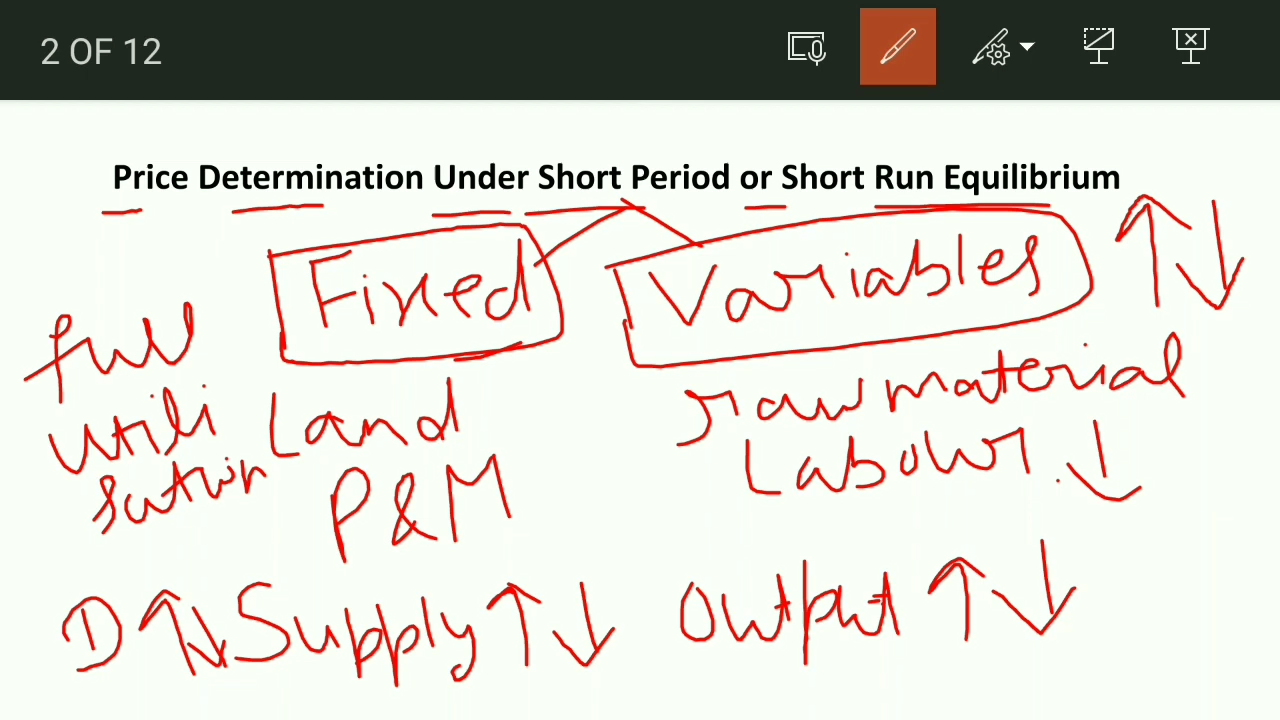 2 OF 12
Price Determination Under Short Period or Short Run Equilibrium
Fixed Variables
full
utili
sation
Land
P&M
raw material
Labour
D Supply Output